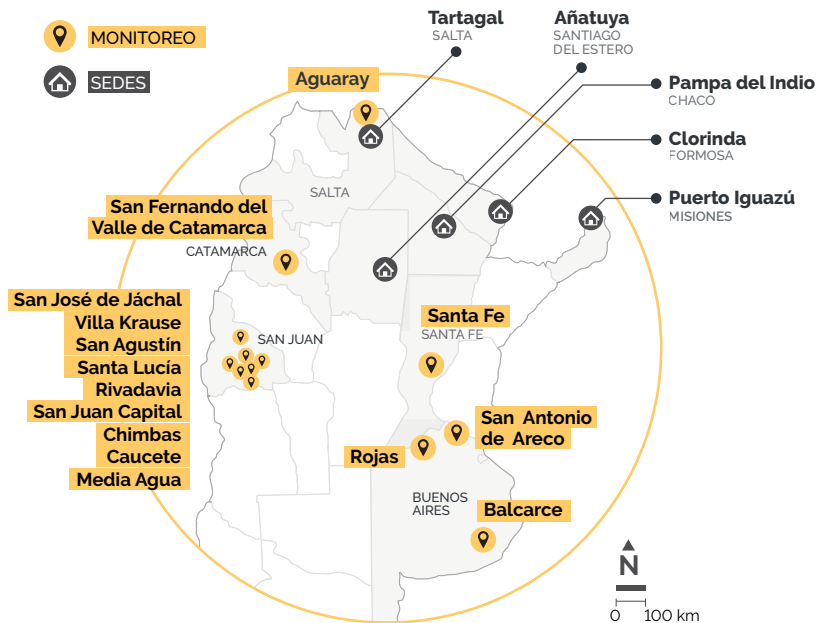 MONITOREO
SEDES
Tartagal
SALTA
Añatuya
SANTIAGO
DEL ESTERO
Pampa del Indio
CHACO
Clorinda
FORMOSA
Puerto Iguazú
MISIONES
Aguaray
SALTA
San Fernando del
Valle de Catamarca
CATAMARCA
San José de Jáchal
Villa Krause
San Agustín
Santa Lucía
Rivadavia
San Juan Capital
Chimbas
Caucete
Media Agua
SAN JUAN
Santa Fe
SANTA FE
San Antonio
de Areco
Rojas
BUENOS
AIRES
Balcarce
N
0 100 km